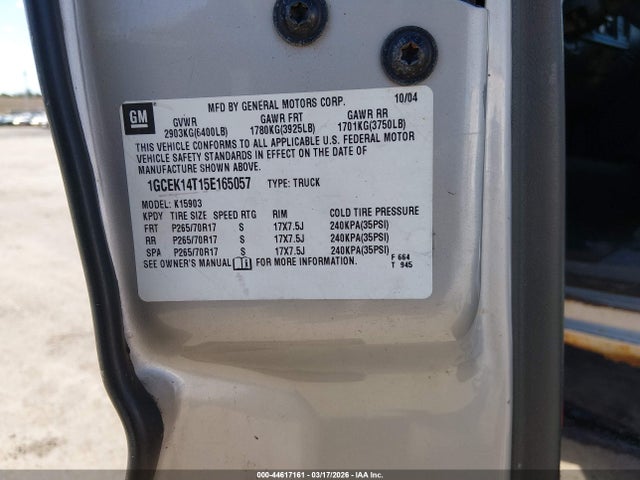 GM
MFD BY GENERAL MOTORS CORP. 10/04
GVWR GAWR FRT GAWR RR
2903KG(6400LB) 1780KG(3925LB) 1701KG(3750LB)
THIS VEHICLE CONFORMS TO ALL APPLICABLE U.S. FEDERAL MOTOR
VEHICLE SAFETY STANDARDS IN EFFECT ON THE DATE OF
MANUFACTURE SHOWN ABOVE.
1GCEK14T15E165057 TYPE: TRUCK
MODEL: K15903
KPDY TIRE SIZE SPEED RTG RIM COLD TIRE PRESSURE
FRT P265/70R17 S 17X7.5J 240KPA(35PSI)
RR P265/70R17 S 17X7.5J 240KPA(35PSI)
SPA P265/70R17 S 17X7.5J 240KPA(35PSI)
SEE OWNER'S MANUAL FOR MORE INFORMATION.
F 664
T 945
000-44617161 - 03/17/2026 - IAA Inc.